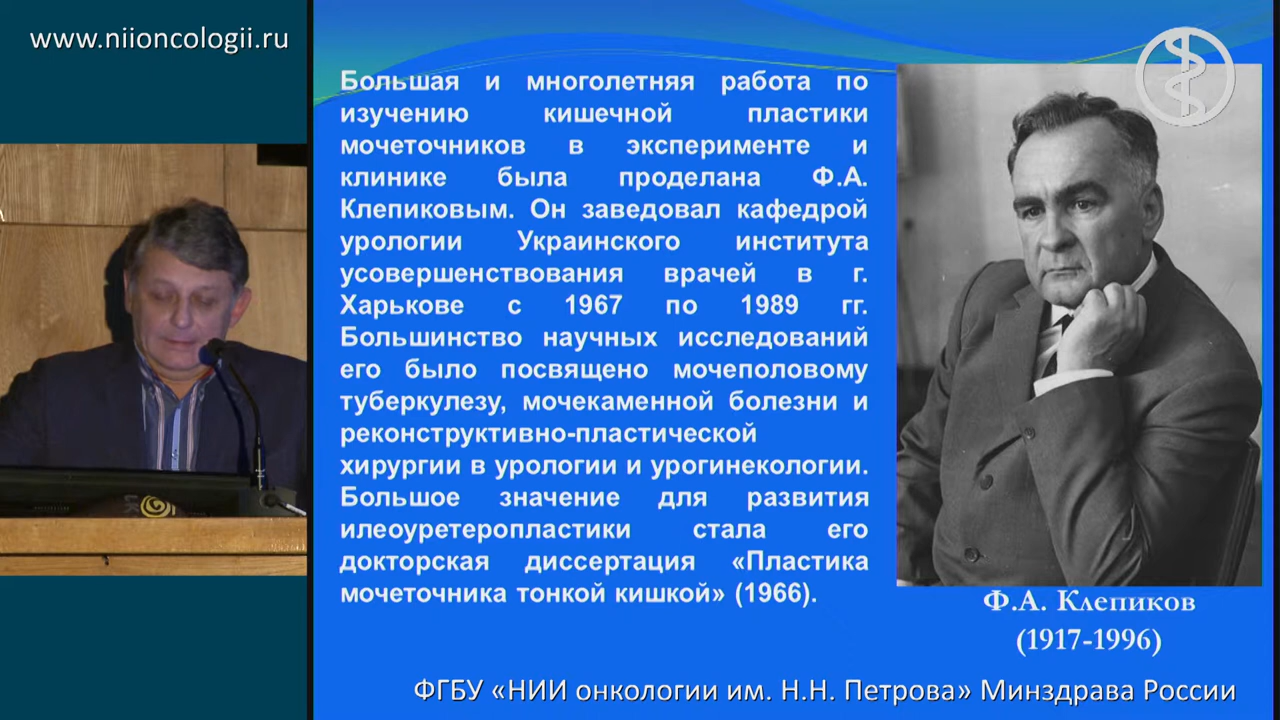 www.niioncologii.ru
Большая и многолетняя работа по
изучению кишечной пластики
мочеточников в эксперименте и
клинике была проделана Ф.А.
Клепиковым. Он заведовал кафедрой
урологии Украинского института
усовершенствования врачей в г.
Харькове с 1967 по 1989 гг.
Большинство научных исследований
его было посвящено мочеполовому
туберкулезу, мочекаменной болезни и
реконструктивно-пластической
хирургии в урологии и урогинекологии.
Большое значение для развития
илеоуретеропластики стала его
докторская диссертация «Пластика
мочеточника тонкой кишкой» (1966).
Ф.А. Клепиков
(1917-1996)
ФГБУ «НИИ онкологии им. Н.Н. Петрова» Минздрава России